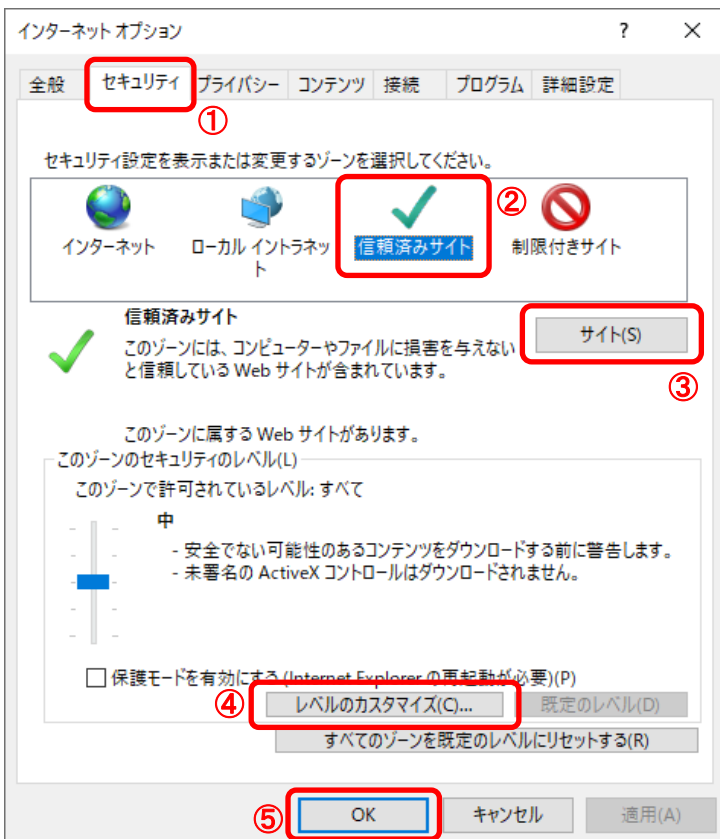 インターネット オプション
?
×
全般
セキュリティ
プライバシー
コンテンツ
接続
プログラム
詳細設定
①
セキュリティ設定を表示または変更するゾーンを選択してください。
②
インターネット
ローカル イントラネッ
ト
信頼済みサイト
制限付きサイト
信頼済みサイト
サイト(S)
このゾーンには、コンピューターやファイルに損害を与えない
と信頼している Web サイトが含まれています。
③
このゾーンに属する Web サイトがあります。
このゾーンのセキュリティのレベル(L)
このゾーンで許可されているレベル: すべて
中
- 安全でない可能性のあるコンテンツをダウンロードする前に警告します。
- 未署名の ActiveX コントロールはダウンロードされません。
保護モードを有効にする (Internet Explorer の再起動が必要)(P)
④
レベルのカスタマイズ(C)...
既定のレベル(D)
すべてのゾーンを既定のレベルにリセットする(R)
⑤
OK
キャンセル
適用(A)